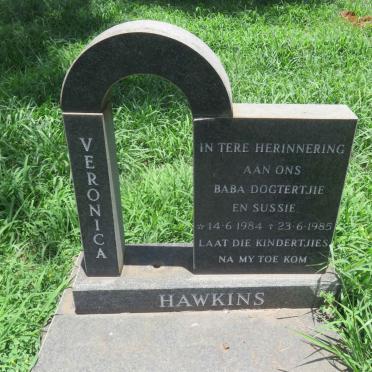 VERONICA
IN TERE HERINNERING
AAN ONS
BABA DOGTERTJIE
EN SUSSIE
☆14·6·1984 ✝23·6·1985
LAAT DIE KINDERTJIES
NA MY TOE KOM
HAWKINS